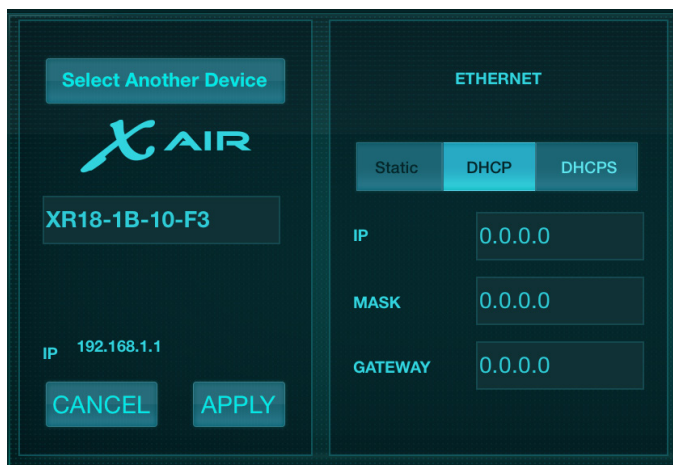 Select Another Device
X AIR
XR18-1B-10-F3
IP 192.168.1.1
CANCEL APPLY
ETHERNET
Static DHCP DHCPS
IP 0.0.0.0
MASK 0.0.0.0
GATEWAY 0.0.0.0